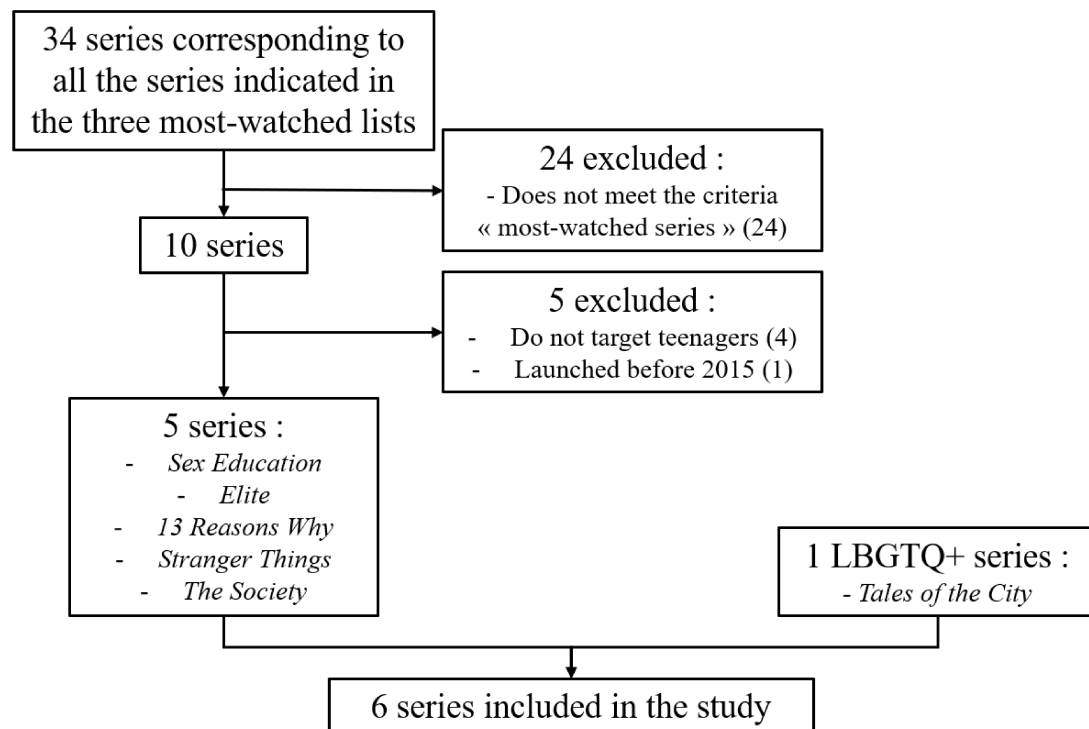 34 series corresponding to
all the series indicated in
the three most-watched lists
24 excluded :
- Does not meet the criteria
« most-watched series » (24)
10 series
5 excluded :
- Do not target teenagers (4)
- Launched before 2015 (1)
5 series :
- Sex Education
- Elite
- 13 Reasons Why
- Stranger Things
- The Society
1 LBGTQ+ series :
- Tales of the City
6 series included in the study